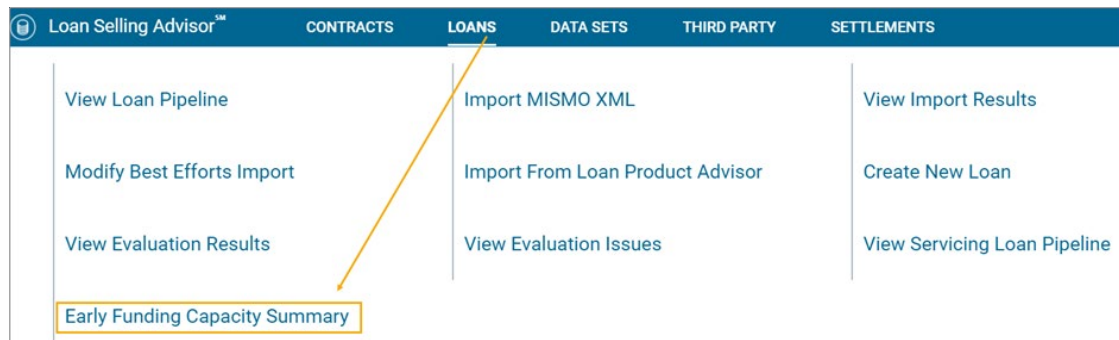 Loan Selling Advisor℠ CONTRACTS LOANS DATA SETS THIRD PARTY SETTLEMENTS
View Loan Pipeline Import MISMO XML View Import Results
Modify Best Efforts Import Import From Loan Product Advisor Create New Loan
View Evaluation Results View Evaluation Issues View Servicing Loan Pipeline
Early Funding Capacity Summary